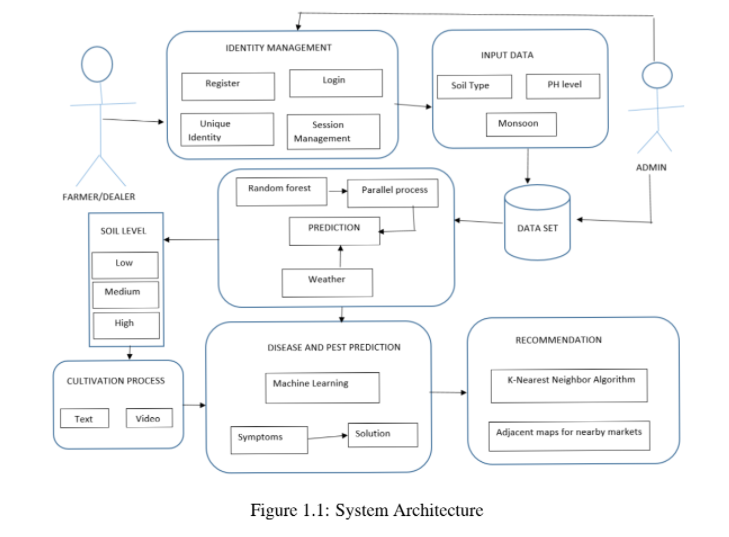 IDENTITY MANAGEMENT
Register
Login
Unique
Identity
Session
Management
INPUT DATA
Soil Type
PH level
Monsoon
FARMER/DEALER
ADMIN
Random forest
Parallel process
PREDICTION
Weather
DATA SET
SOIL LEVEL
Low
Medium
High
CULTIVATION PROCESS
Text
Video
DISEASE AND PEST PREDICTION
Machine Learning
Symptoms
Solution
RECOMMENDATION
K-Nearest Neighbor Algorithm
Adjacent maps for nearby markets
Figure 1.1: System Architecture